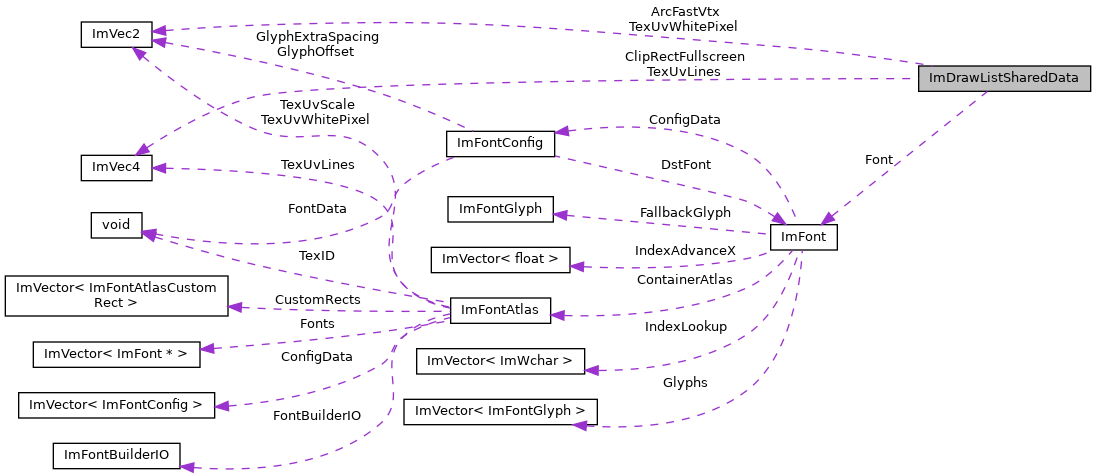 ArcFastVtx
TexUvWhitePixel
ImVec2
GlyphExtraSpacing
GlyphOffset
ClipRectFullscreen
TexUvLines
ImDrawListSharedData
TexUvScale
TexUvWhitePixel
ConfigData
ImFontConfig
ImVec4
TexUvLines
DstFont
Font
FontData
ImFontGlyph
FallbackGlyph
void
ImFont
TexID
ImVector< float >
IndexAdvanceX
ContainerAtlas
ImVector< ImFontAtlasCustom
Rect >
CustomRects
ImFontAtlas
Fonts
IndexLookup
ImVector< ImFont * >
ConfigData
ImVector< ImWchar >
Glyphs
ImVector< ImFontConfig >
FontBuilderIO
ImVector< ImFontGlyph >
ImFontBuilderIO